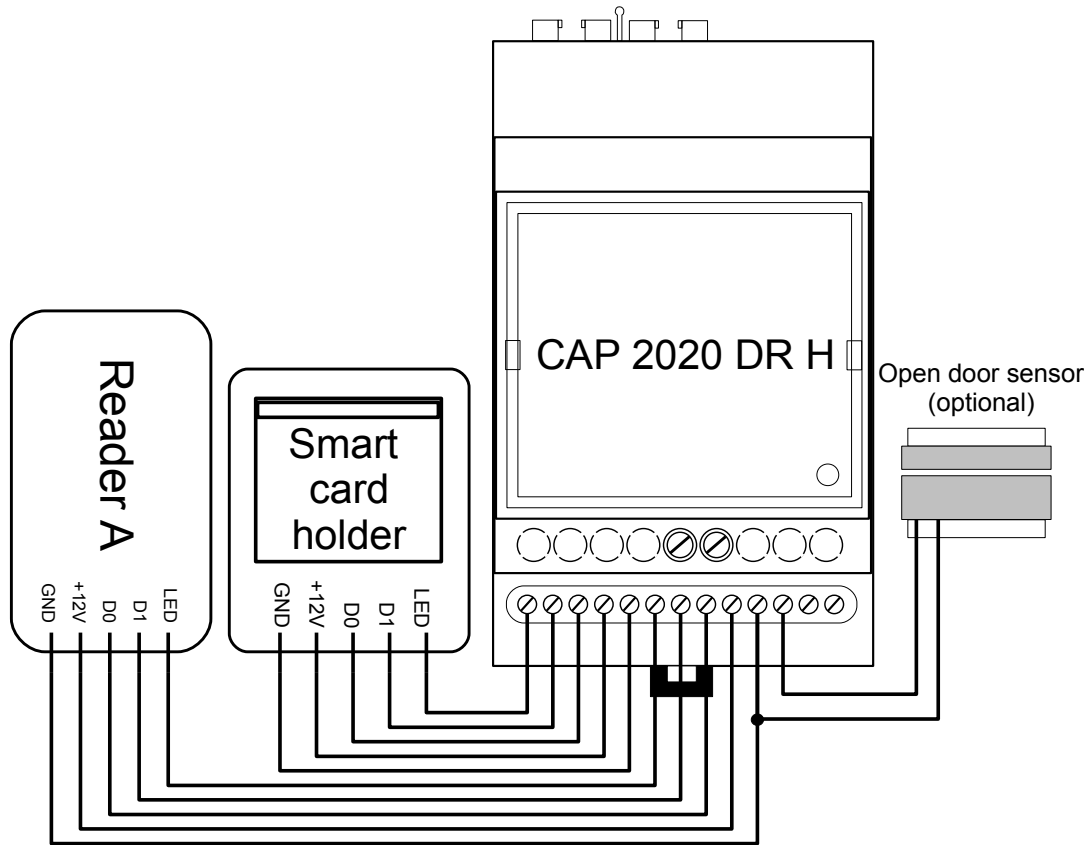 CAP 2020 DR H
Open door sensor
(optional)
Reader A
Smart
card
holder
GND
+12V
D0
D1
LED
GND
+12V
D0
D1
LED